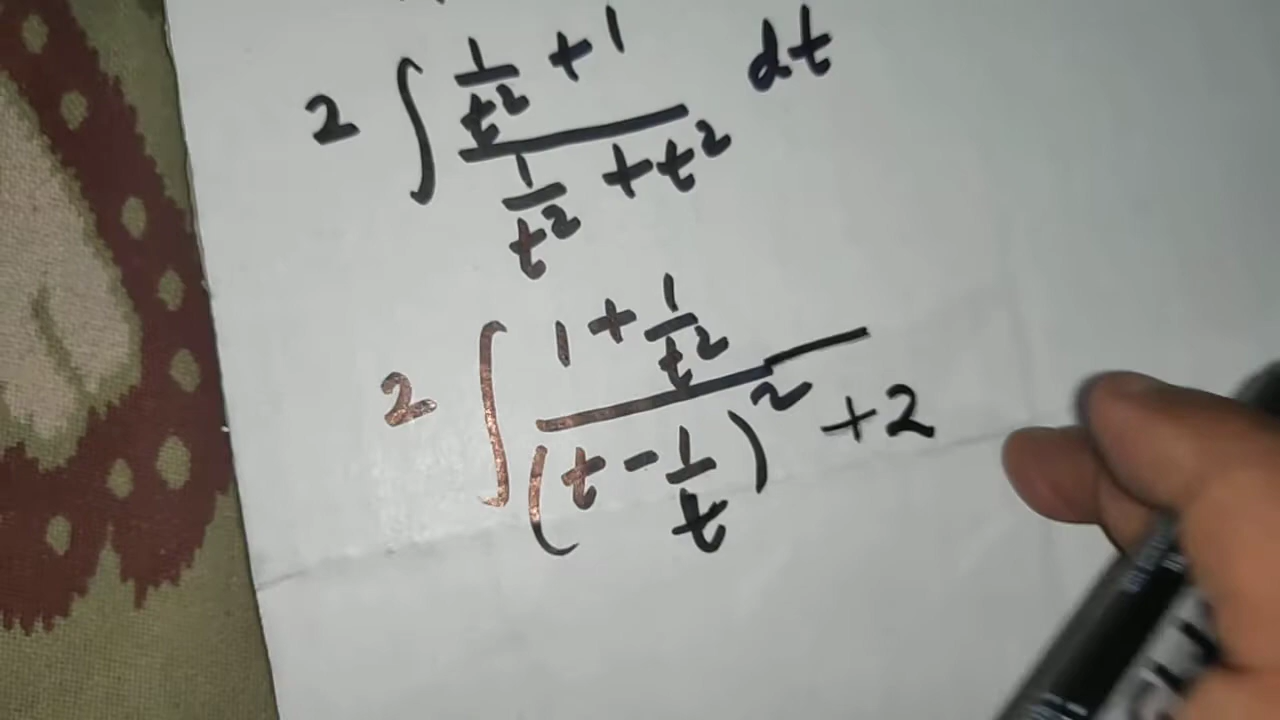 2 ∫ (1/t² + 1)/(1/t² + t²) dt
2 ∫ (1 + 1/t²)/((t - 1/t)² + 2)